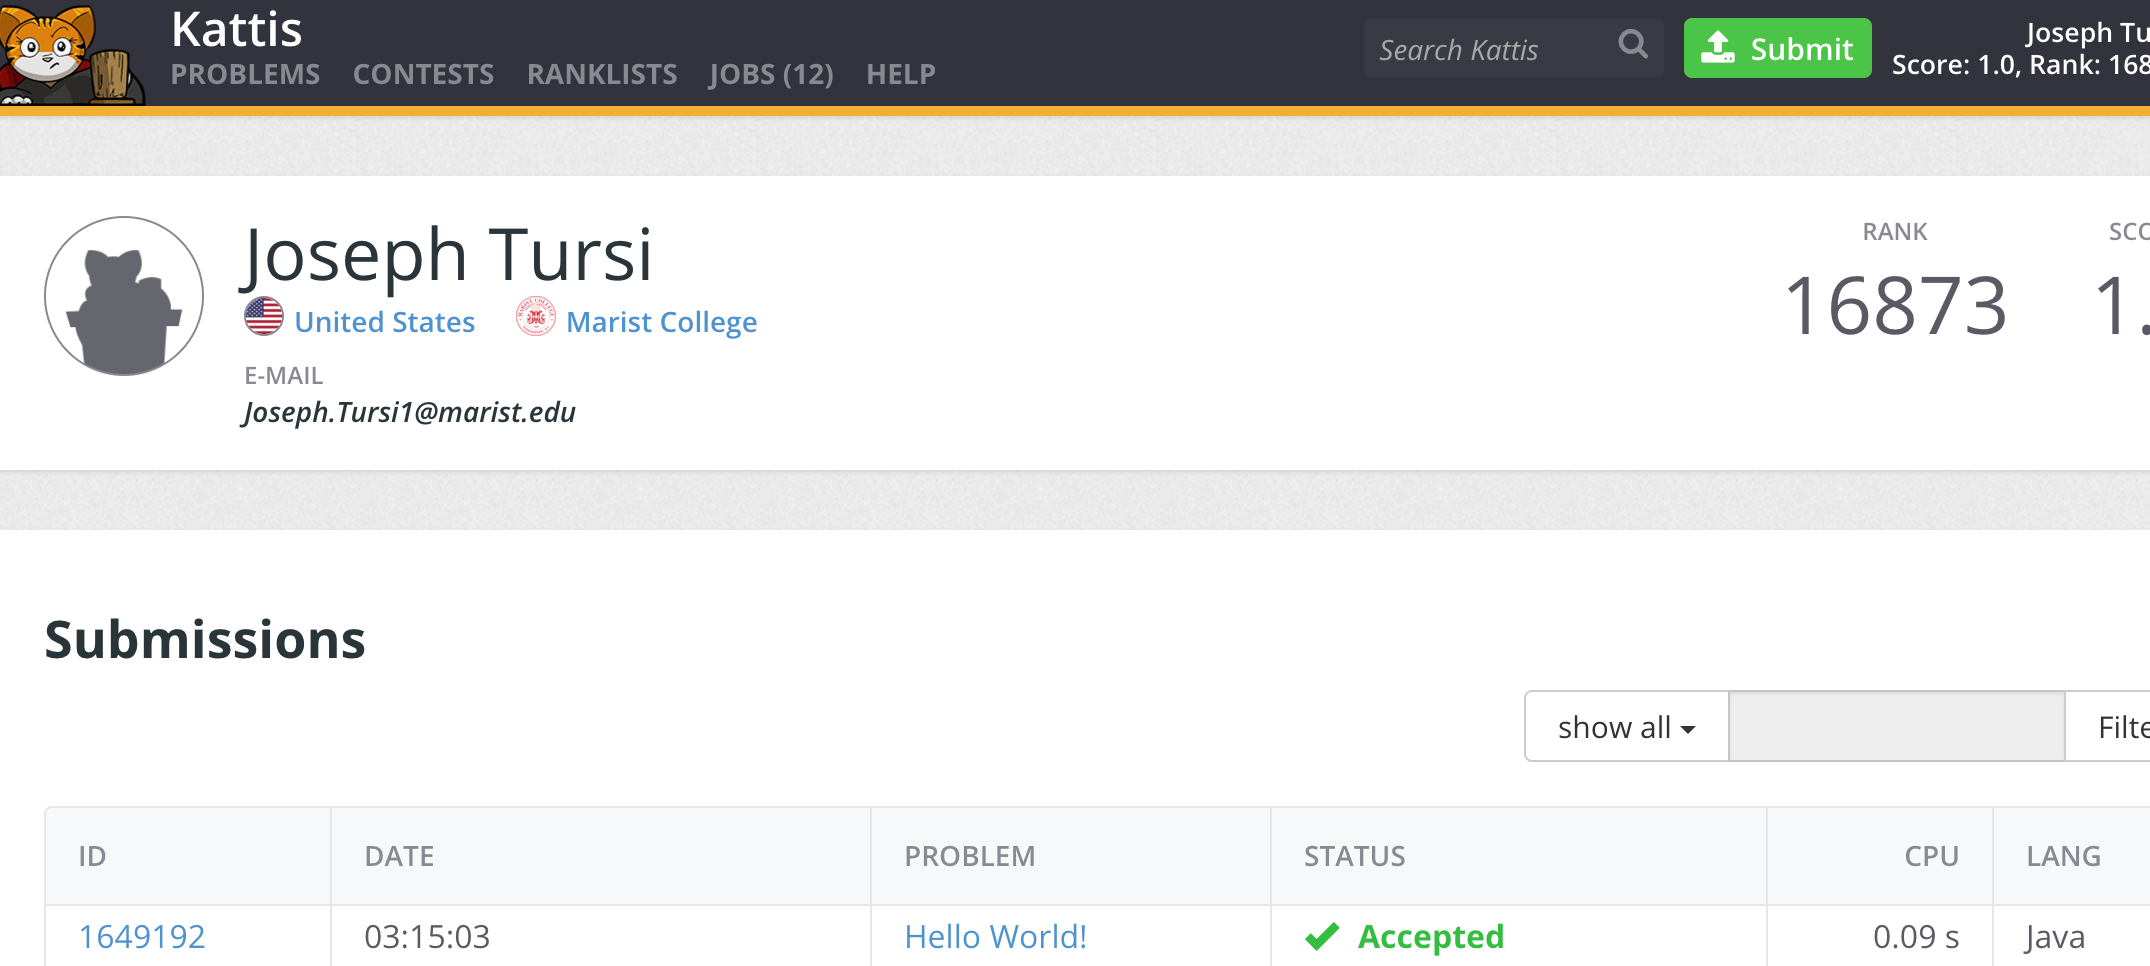 Kattis
PROBLEMS CONTESTS RANKLISTS JOBS (12) HELP
Search Kattis
Submit
Joseph Tu
Score: 1.0, Rank: 168
Joseph Tursi
United States Marist College
E-MAIL
Joseph.Tursi1@marist.edu
RANK SCO
16873 1.
Submissions
show all Filte
ID DATE PROBLEM STATUS CPU LANG
1649192 03:15:03 Hello World! Accepted 0.09 s Java